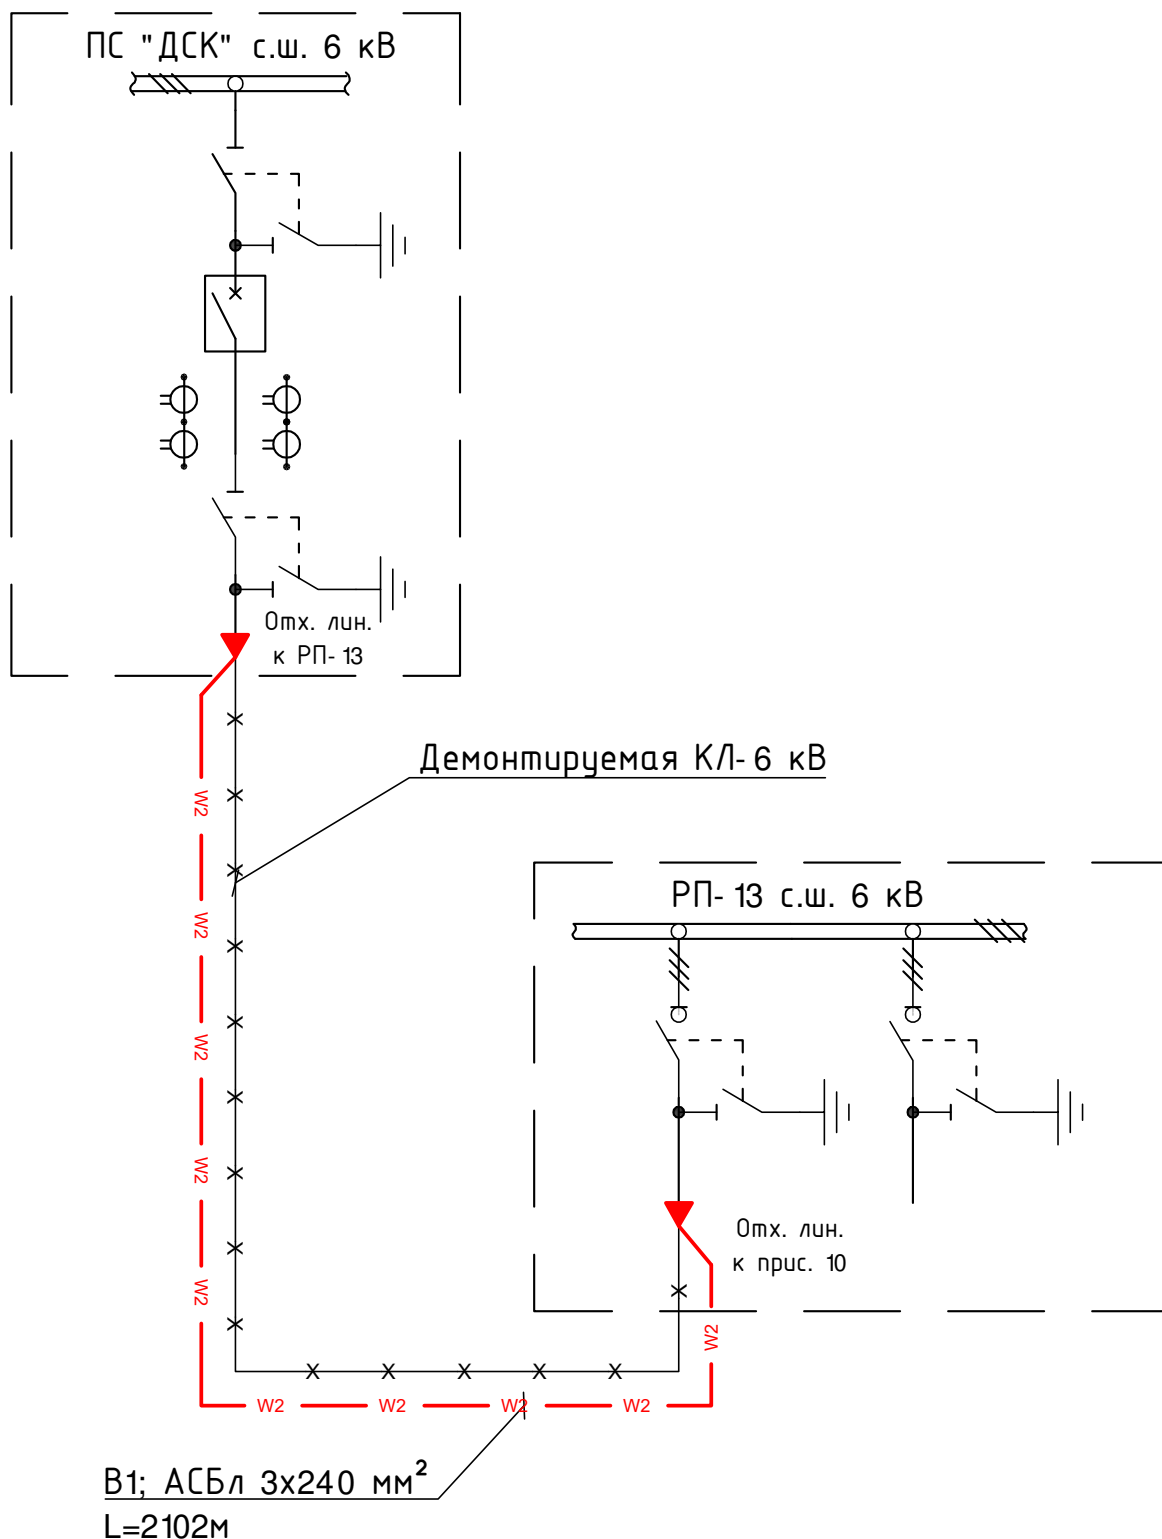 ПС "ДСК" с.ш. 6 кВ
Отх. лин.
к РП-13
Демонтируемая КЛ-6 кВ
W2
W2
W2
W2
W2
РП-13 с.ш. 6 кВ
Отх. лин.
к прис. 10
W2
W2
W2
W2
W2
В1; АСБл 3х240 мм²
L=2102м